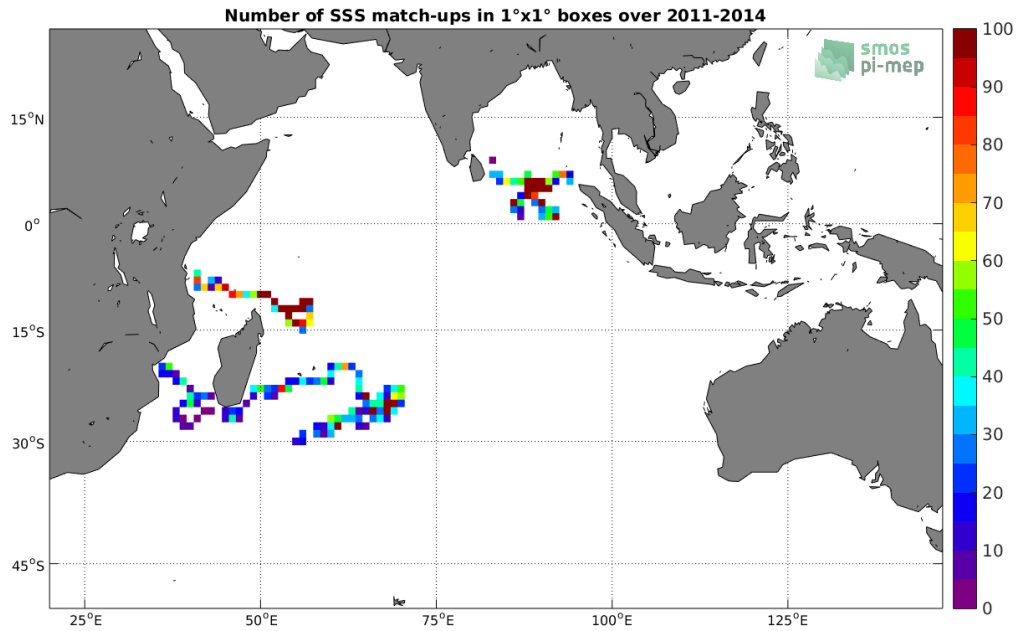 Number of SSS match-ups in 1°x1° boxes over 2011-2014
smos
pi-mep
100
90
80
70
60
50
40
30
20
10
0
15°N
0°
15°S
30°S
45°S
25°E
50°E
75°E
100°E
125°E